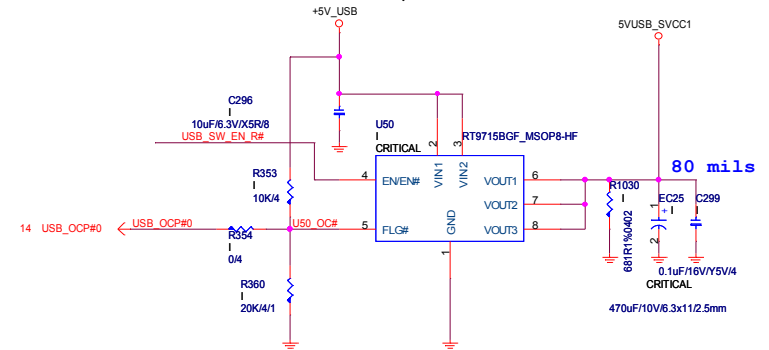 +5V_USB
5VUSB_SVCC1
C296
I
10uF/6.3V/X5R/8
USB_SW_EN_R#
U50
I
CRITICAL
2
3
RT9715BGF_MSOP8-HF
80 mils
4
EN/EN#
VIN1
VIN2
VOUT1
6
R353
I
10K/4
VOUT2
7
R1030
I
681R1%0402
1
EC25
I
+
2
C299
I
14 USB_OCP#0
USB_OCP#0
R354
I
0/4
U50_OC#
5
FLG#
GND
VOUT3
8
1
0.1uF/16V/Y5V/4
CRITICAL
R360
I
20K/4/1
470uF/10V/6.3x11/2.5mm